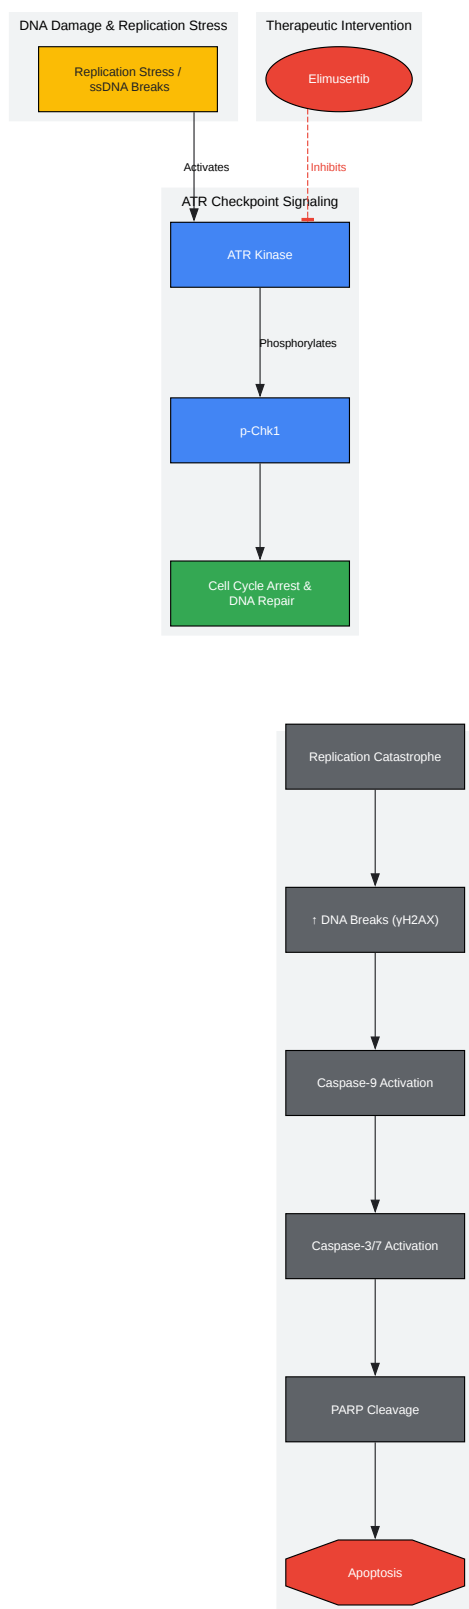 DNA Damage & Replication Stress
Therapeutic Intervention
Replication Stress /
ssDNA Breaks
Elimusertib
Activates
Inhibits
ATR Checkpoint Signaling
ATR Kinase
Phosphorylates
p-Chk1
Cell Cycle Arrest &
DNA Repair
Replication Catastrophe
↑ DNA Breaks (γH2AX)
Caspase-9 Activation
Caspase-3/7 Activation
PARP Cleavage
Apoptosis